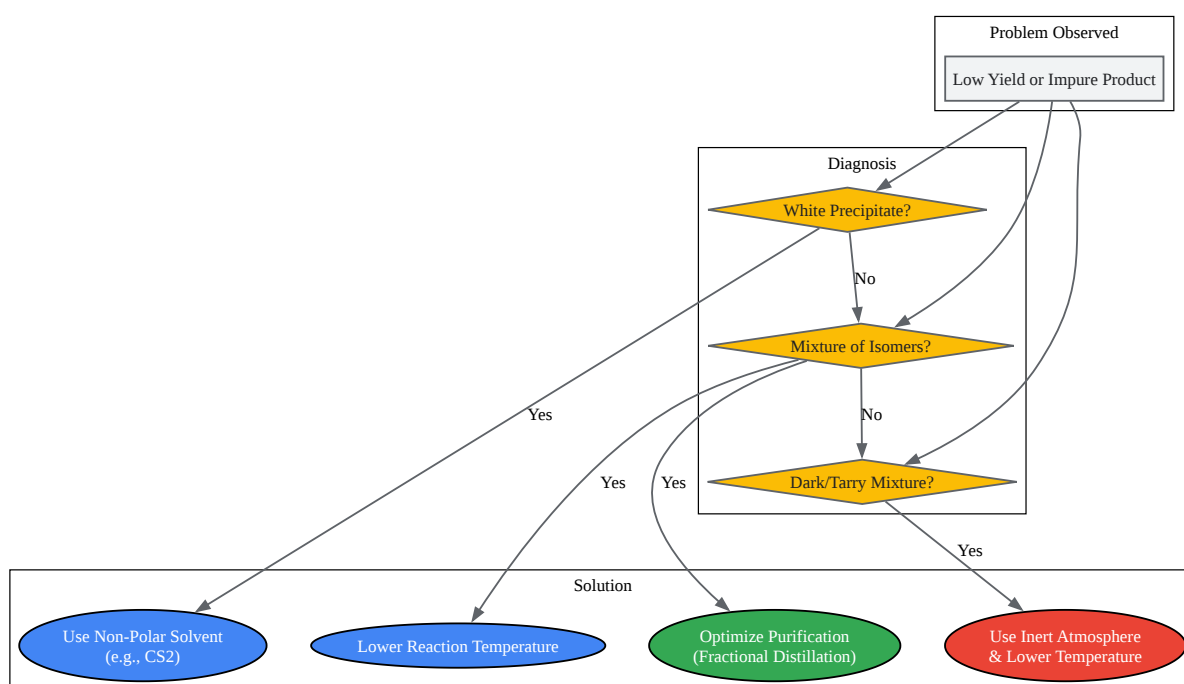 Problem Observed
Low Yield or Impure Product
Diagnosis
White Precipitate?
No
Mixture of Isomers?
Yes
No
Yes
Yes
Dark/Tarry Mixture?
Yes
Solution
Use Non-Polar Solvent
(e.g., CS2)
Lower Reaction Temperature
Optimize Purification
(Fractional Distillation)
Use Inert Atmosphere
& Lower Temperature